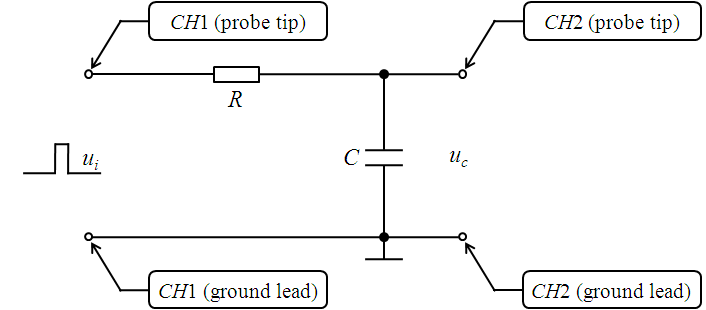 CH1 (probe tip)
CH2 (probe tip)
R
C
u_i
u_c
CH1 (ground lead)
CH2 (ground lead)